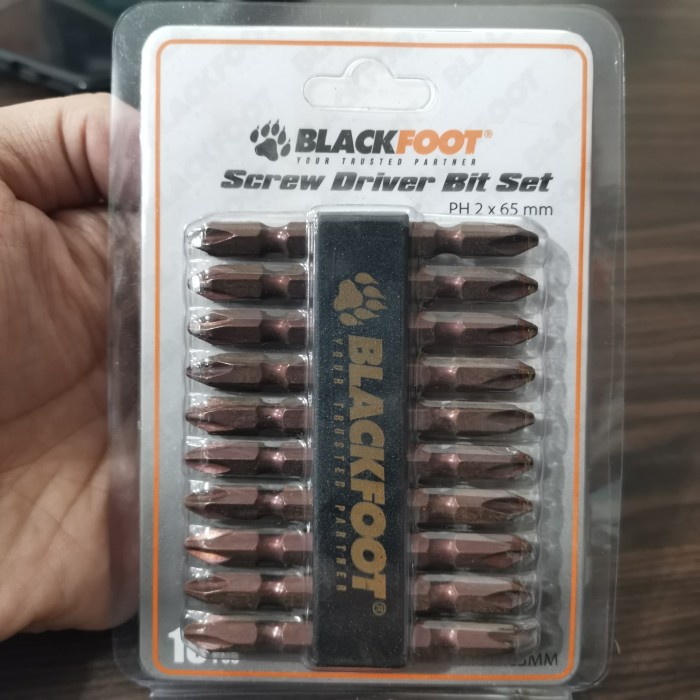 BLACKFOOT®
YOUR TRUSTED PARTNER
Screw Driver Bit Set
PH 2 x 65 mm
BLACKFOOT®
YOUR TRUSTED PARTNER